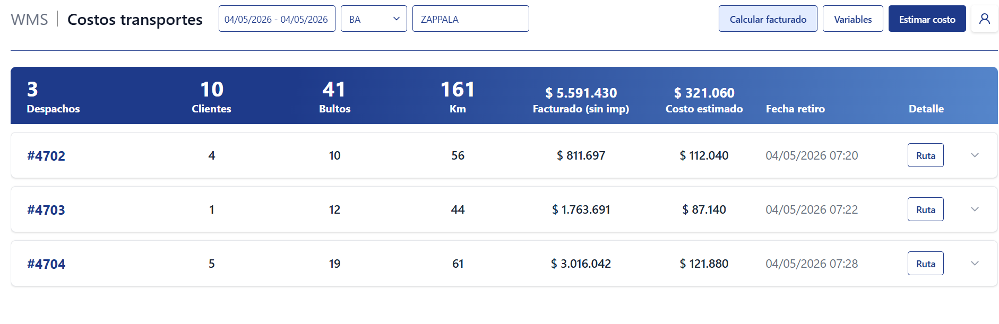 WMS | Costos transportes 04/05/2026 - 04/05/2026 BA ZAPPALA Calcular facturado Variables Estimar costo
3 10 41 161 $ 5.591.430 $ 321.060
Despachos Clientes Bultos Km Facturado (sin imp) Costo estimado Fecha retiro Detalle
#4702 4 10 56 $ 811.697 $ 112.040 04/05/2026 07:20 Ruta
#4703 1 12 44 $ 1.763.691 $ 87.140 04/05/2026 07:22 Ruta
#4704 5 19 61 $ 3.016.042 $ 121.880 04/05/2026 07:28 Ruta